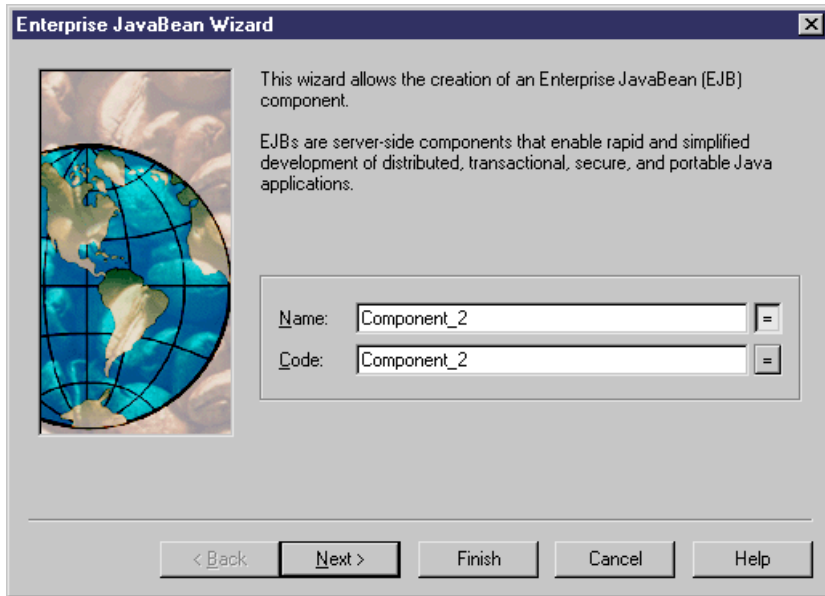 Enterprise JavaBean Wizard
This wizard allows the creation of an Enterprise JavaBean (EJB)
component.
EJBs are server-side components that enable rapid and simplified
development of distributed, transactional, secure, and portable Java
applications.
Name: Component_2 =
Code: Component_2 =
< Back Next > Finish Cancel Help